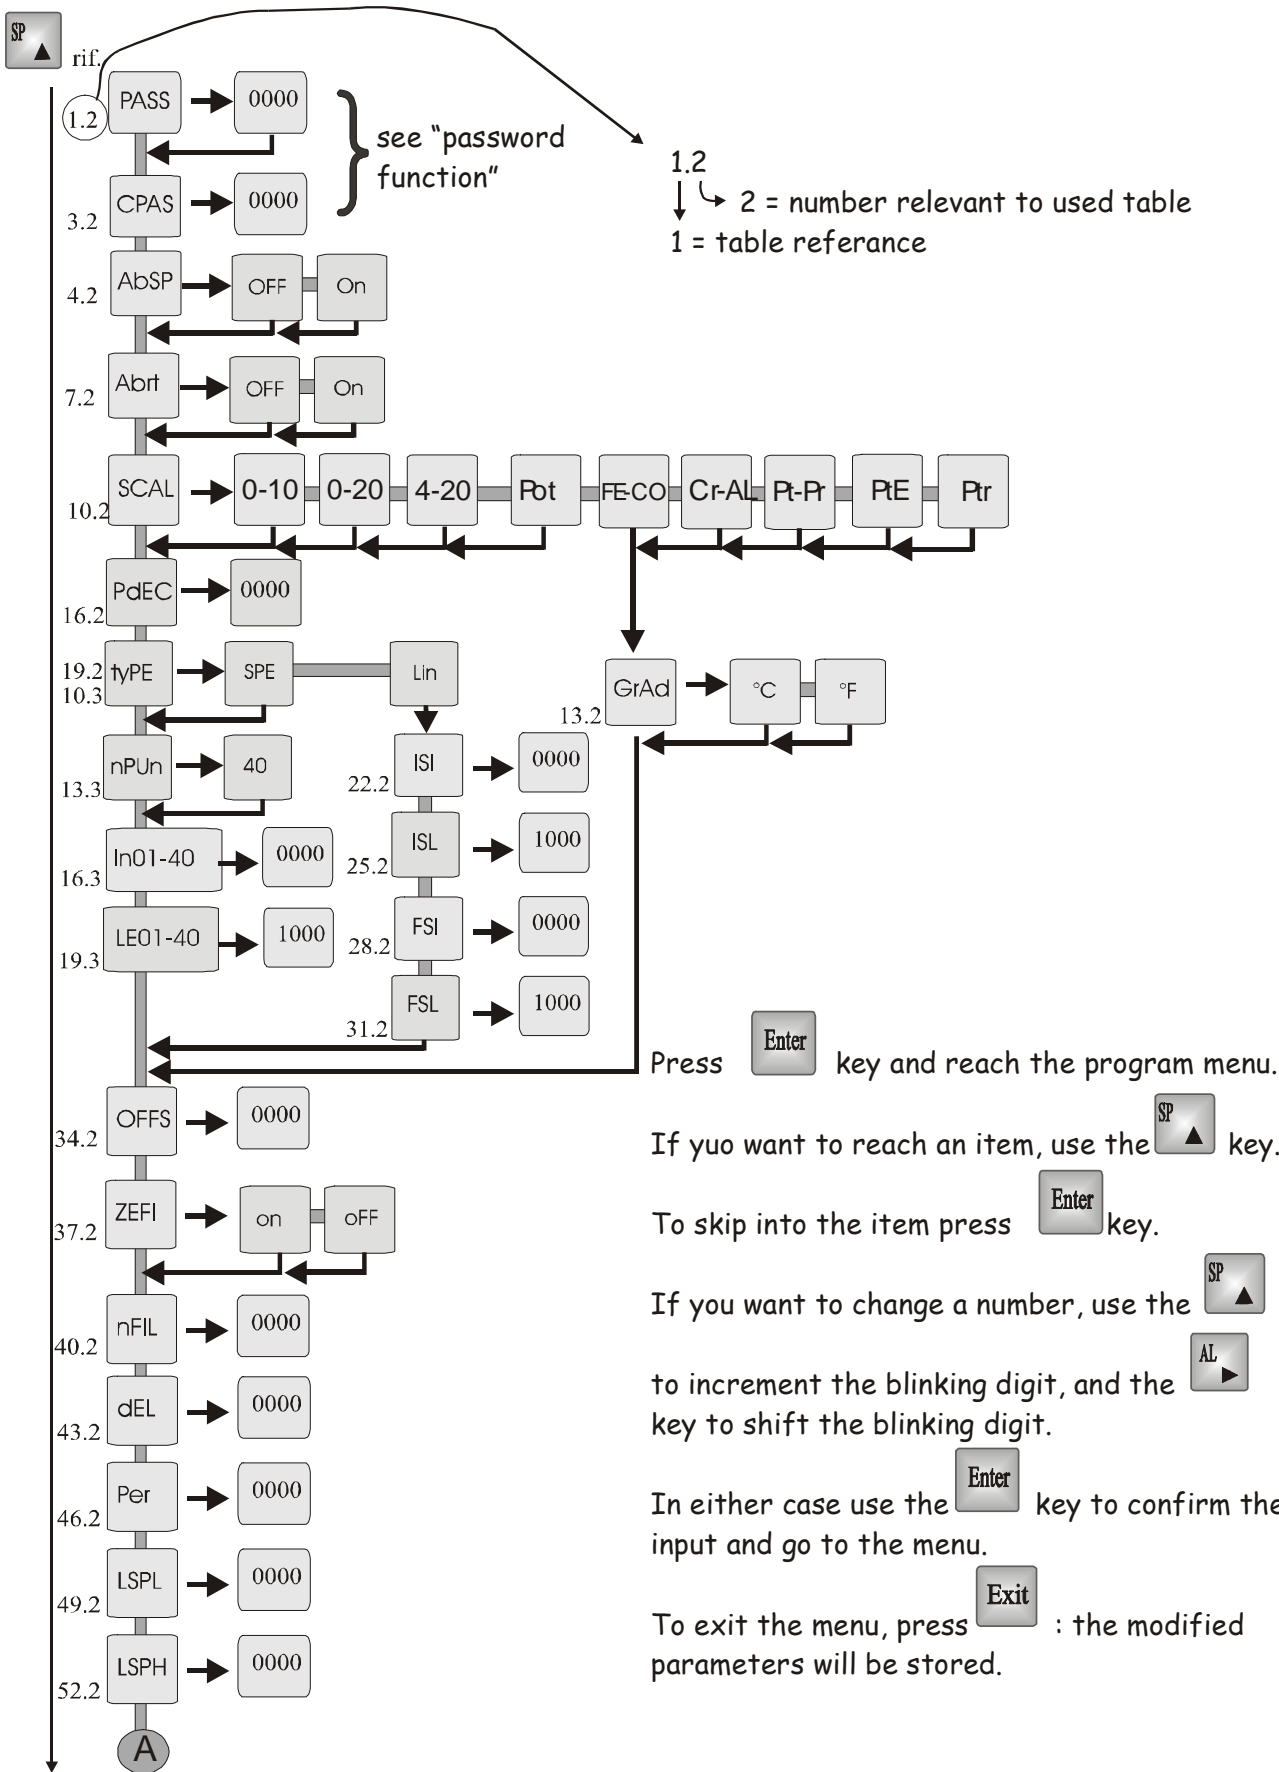 SP
rif.
1.2 PASS 0000
see “password
function”
3.2 CPAS 0000
1.2
2 = number relevant to used table
1 = table referance
4.2 AbSP OFF On
7.2 Abrt OFF On
10.2 SCAL 0-10 0-20 4-20 Pot FE-CO Cr-AL Pt-Pr PtE Ptr
16.2 PdEC 0000
19.2 tyPE SPE Lin
10.3
13.2 GrAd °C °F
13.3 nPUn 40
22.2 ISI 0000
16.3 In01-40 0000
25.2 ISL 1000
19.3 LE01-40 1000
28.2 FSI 0000
31.2 FSL 1000
34.2 OFFS 0000
37.2 ZEFI on oFF
40.2 nFIL 0000
43.2 dEL 0000
46.2 Per 0000
49.2 LSPL 0000
52.2 LSPH 0000
A
Press Enter key and reach the program menu.
If yuo want to reach an item, use the SP key.
To skip into the item press Enter key.
If you want to change a number, use the SP
to increment the blinking digit, and the AL
key to shift the blinking digit.
In either case use the Enter key to confirm the
input and go to the menu.
To exit the menu, press Exit : the modified
parameters will be stored.